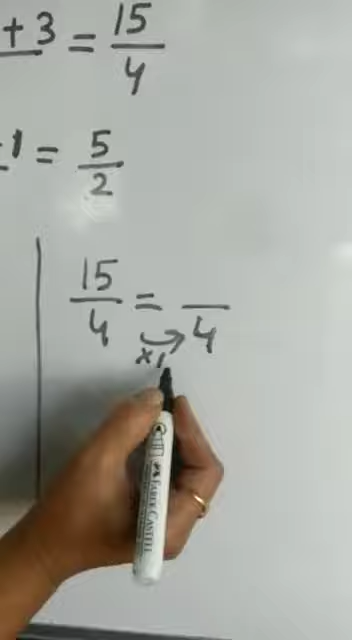 + 3 = 15/4
1 = 5/2
15/4 = /4
×1
FABER-CASTELL